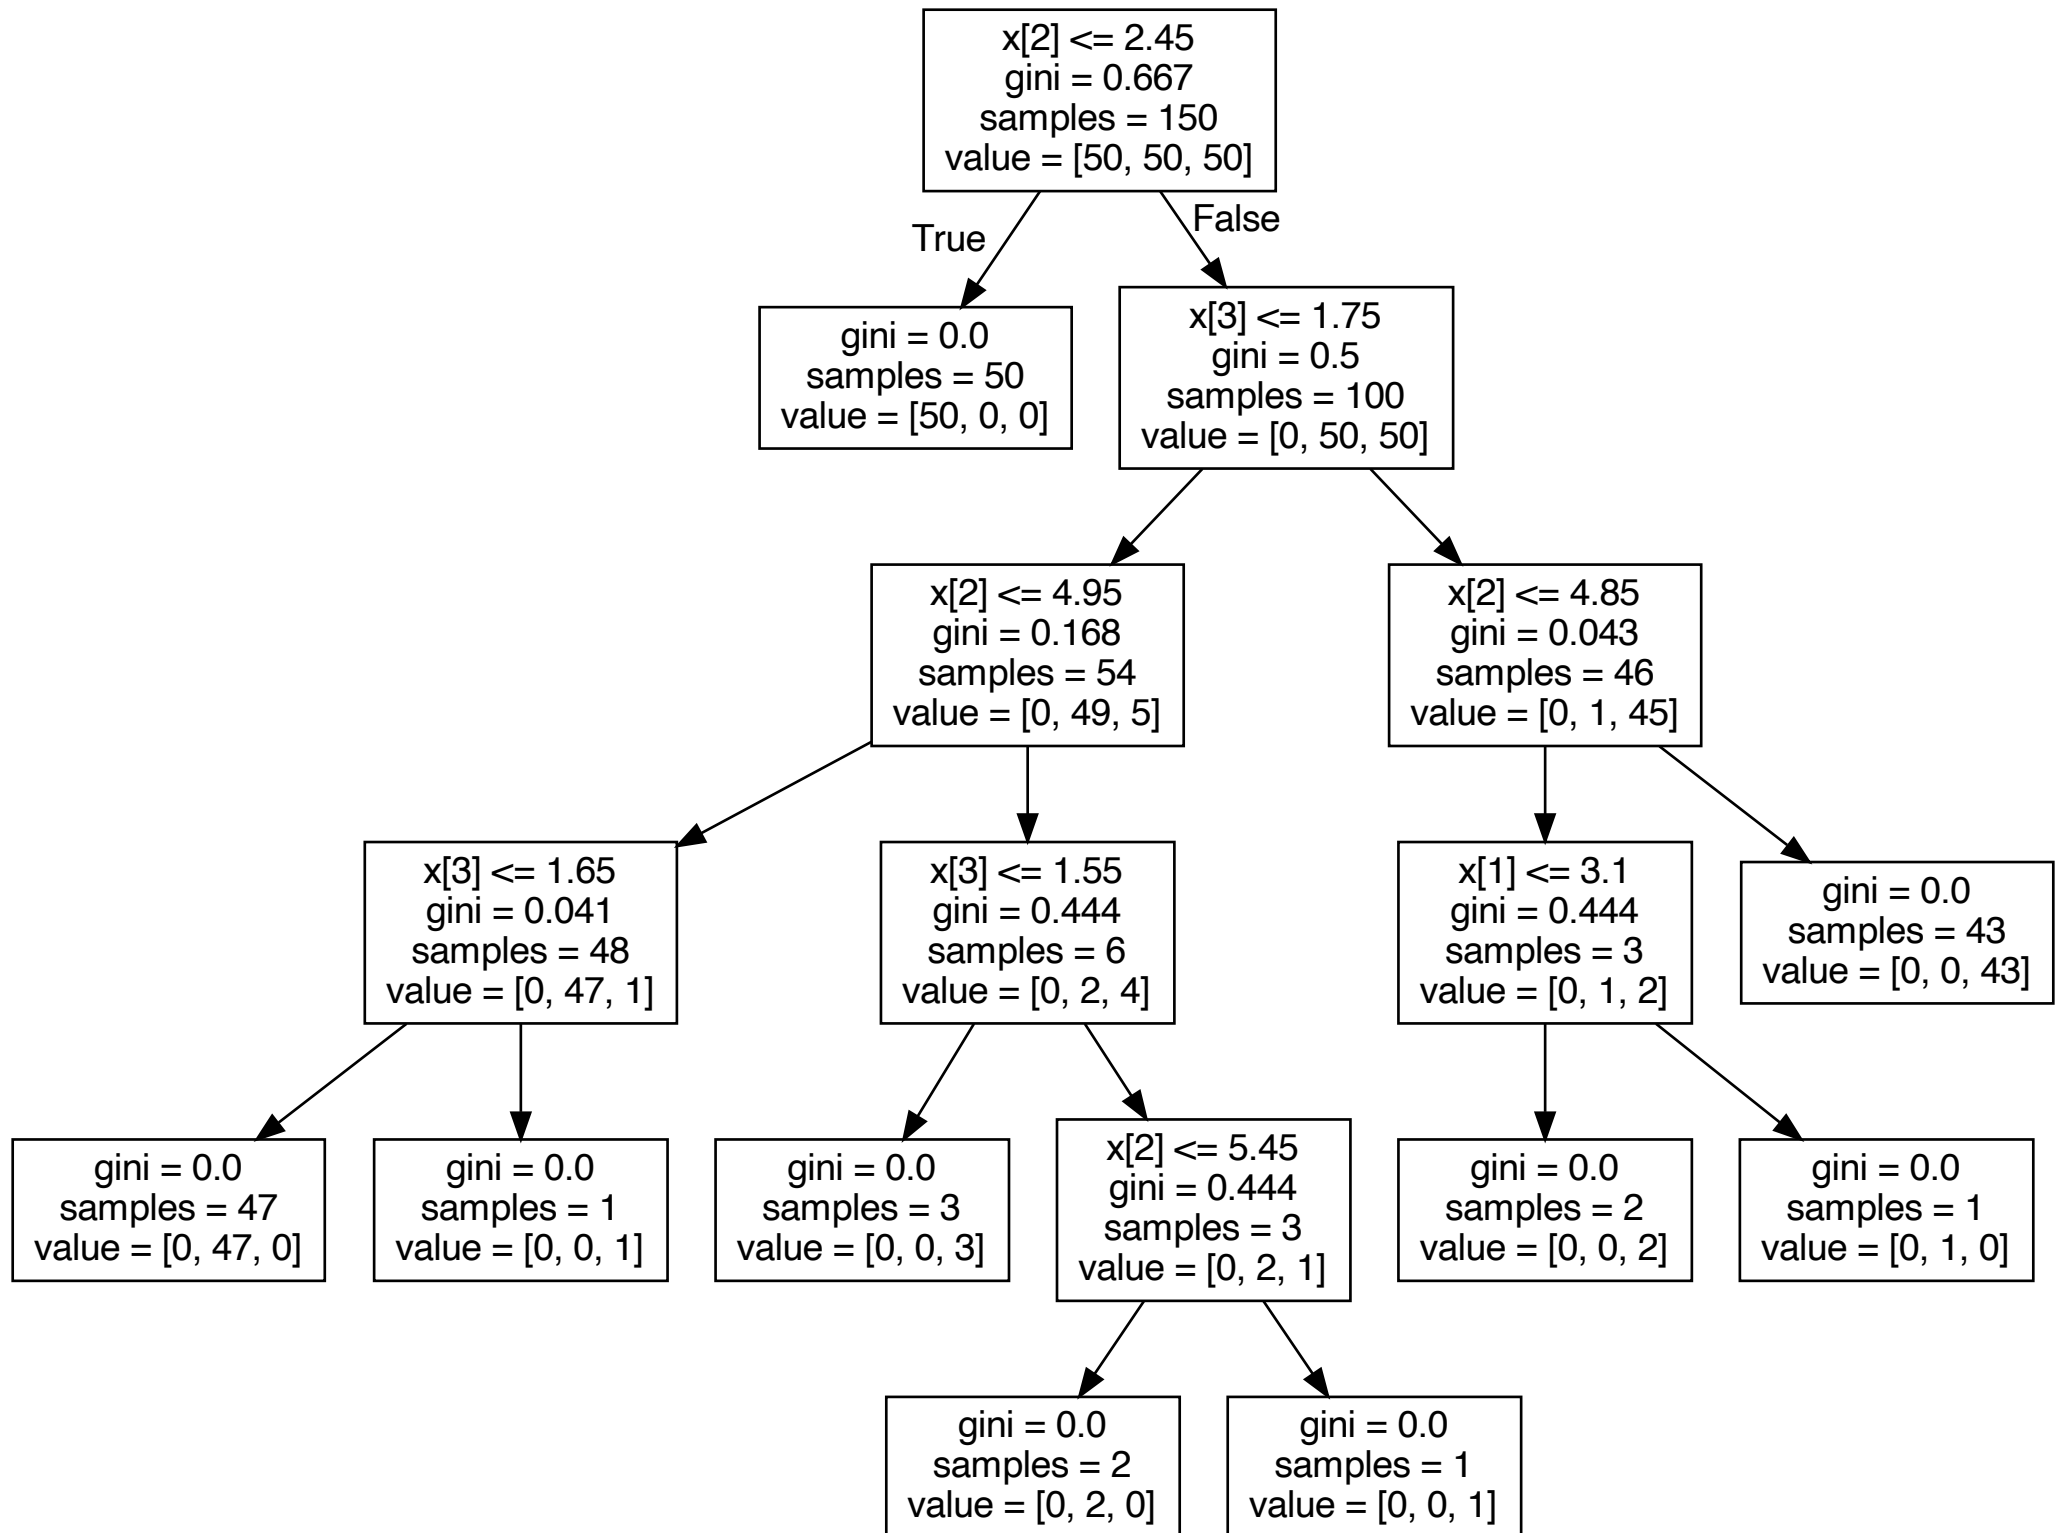 x[2] <= 2.45
gini = 0.667
samples = 150
value = [50, 50, 50]
True
False
gini = 0.0
samples = 50
value = [50, 0, 0]
x[3] <= 1.75
gini = 0.5
samples = 100
value = [0, 50, 50]
x[2] <= 4.95
gini = 0.168
samples = 54
value = [0, 49, 5]
x[2] <= 4.85
gini = 0.043
samples = 46
value = [0, 1, 45]
x[3] <= 1.65
gini = 0.041
samples = 48
value = [0, 47, 1]
x[3] <= 1.55
gini = 0.444
samples = 6
value = [0, 2, 4]
x[1] <= 3.1
gini = 0.444
samples = 3
value = [0, 1, 2]
gini = 0.0
samples = 43
value = [0, 0, 43]
gini = 0.0
samples = 47
value = [0, 47, 0]
gini = 0.0
samples = 1
value = [0, 0, 1]
gini = 0.0
samples = 3
value = [0, 0, 3]
x[2] <= 5.45
gini = 0.444
samples = 3
value = [0, 2, 1]
gini = 0.0
samples = 2
value = [0, 0, 2]
gini = 0.0
samples = 1
value = [0, 1, 0]
gini = 0.0
samples = 2
value = [0, 2, 0]
gini = 0.0
samples = 1
value = [0, 0, 1]